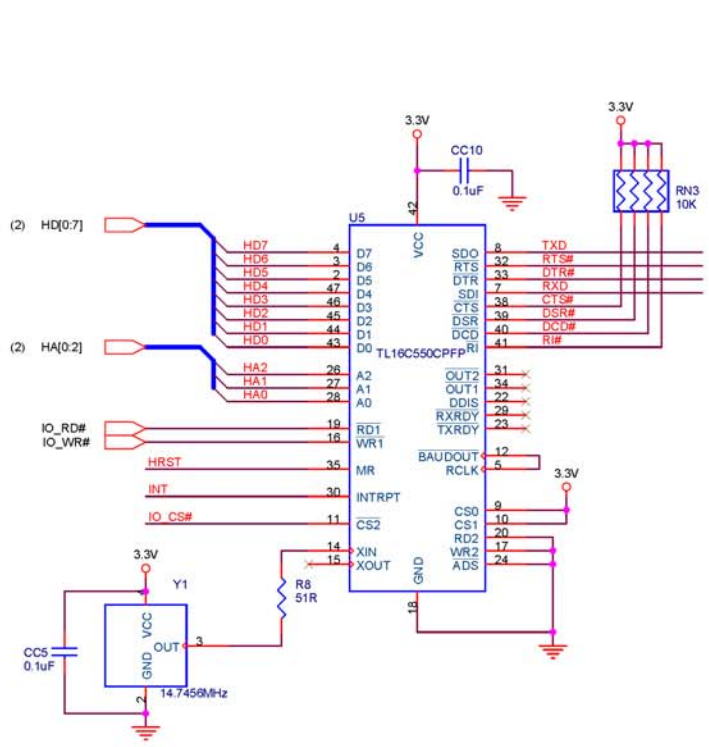 3.3V
3.3V
CC10
0.1uF
RN3
10K
U5
42
VCC
(2) HD[0:7]
HD7 4 D7
HD6 3 D6
HD5 2 D5
HD4 47 D4
HD3 46 D3
HD2 45 D2
HD1 44 D1
HD0 43 D0
SDO 8 TXD
RTS 32 RTS#
DTR 33 DTR#
SDI 7 RXD
CTS 38 CTS#
DSR 39 DSR#
DCD 40 DCD#
RI 41 RI#
TL16C550CPFP
(2) HA[0:2]
HA2 26 A2
HA1 27 A1
HA0 28 A0
OUT2 31
OUT1 34
DDIS 22
RXRDY 29
TXRDY 23
IO_RD# 19 RD1
IO_WR# 16 WR1
HRST 35 MR
INT 30 INTRPT
IO_CS# 11 CS2
BAUDOUT 12
RCLK 5
3.3V
CS0 9
CS1 10
RD2 20
WR2 17
ADS 24
14 XIN
15 XOUT
GND
18
R8
51R
3.3V
Y1
VCC
OUT 3
GND
2
CC5
0.1uF
14.7456MHz